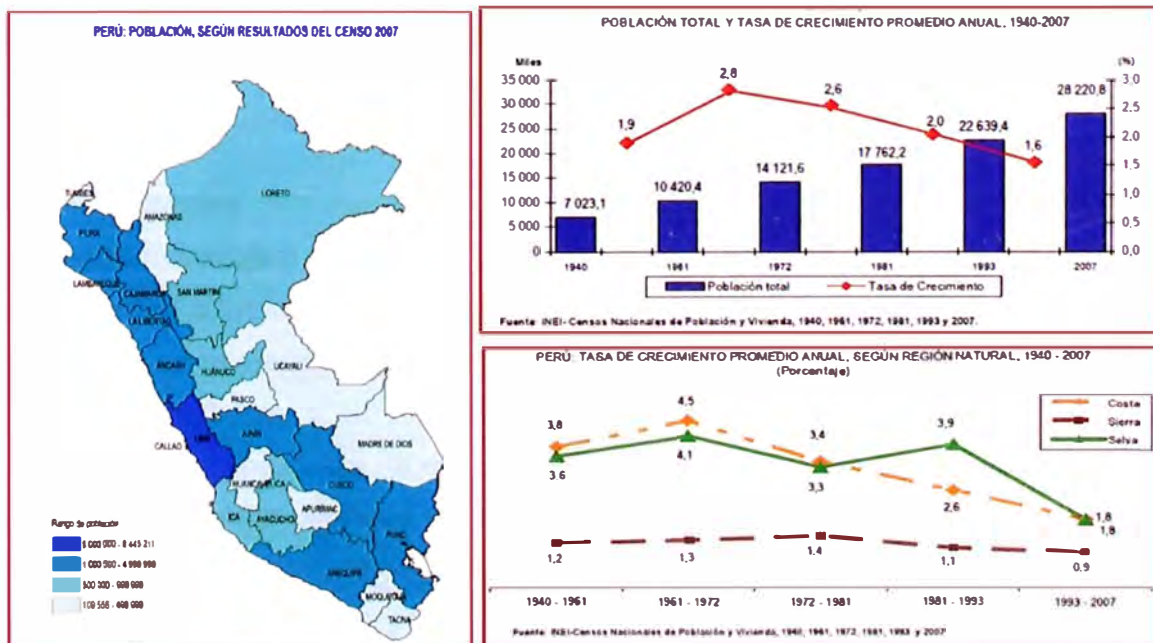 PERÚ: POBLACIÓN, SEGÚN RESULTADOS DEL CENSO 2007
TUMBES
PIURA
LORETO
AMAZONAS
LAMBAYEQUE
CAJAMARCA
SAN MARTÍN
LA LIBERTAD
ANCASH
HUÁNUCO
UCAYALI
PASCO
LIMA
CALLAO
JUNÍN
MADRE DE DIOS
HUANCAVELICA
CUSCO
ICA
AYACUCHO
APURÍMAC
PUNO
AREQUIPA
MOQUEGUA
TACNA
Rango de población
POBLACIÓN TOTAL Y TASA DE CRECIMIENTO PROMEDIO ANUAL, 1940-2007
Miles
(%)
35 000
30 000
25 000
20 000
15 000
10 000
5 000
0
3,0
2,5
2,0
1,5
1,0
0,5
0,0
1,9
2,8
2,6
2,0
1,6
7 023,1
10 420,4
14 121,6
17 762,2
22 639,4
28 220,8
1940
1961
1972
1981
1993
2007
Población total
Tasa de Crecimiento
Fuente: INEI-Censos Nacionales de Población y Vivienda, 1940, 1961, 1972, 1981, 1993 y 2007.
PERÚ: TASA DE CRECIMIENTO PROMEDIO ANUAL, SEGÚN REGIÓN NATURAL, 1940 - 2007
(Porcentaje)
Costa
Sierra
Selva
3,8
4,5
3,4
3,9
3,6
4,1
3,3
2,6
1,8
1,8
1,2
1,3
1,4
1,1
0,9
1940 - 1961
1961 - 1972
1972 - 1981
1981 - 1993
1993 - 2007
Fuente: INEI-Censos Nacionales de Población y Vivienda, 1940, 1961, 1972, 1981, 1993 y 2007